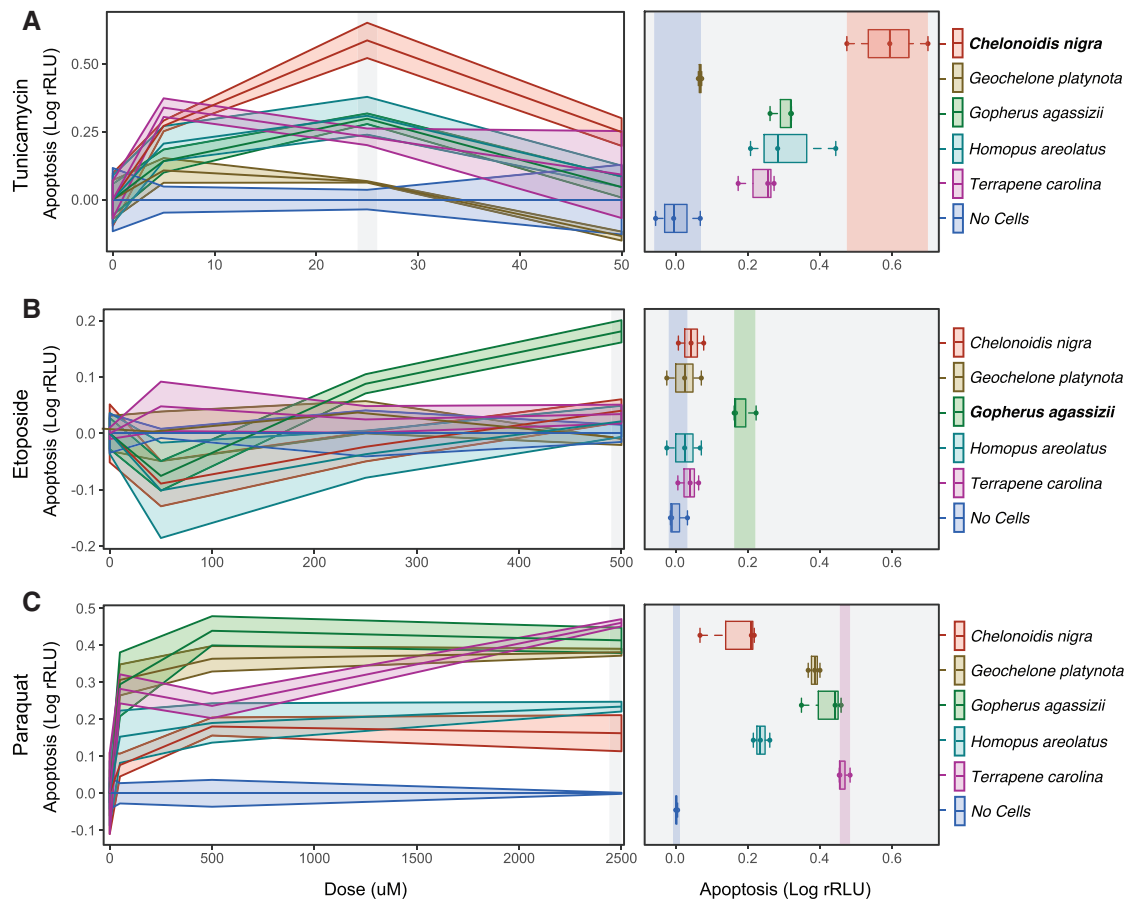 A
Tunicamycin
Apoptosis (Log rRLU)
0.50
0.25
0.00
0 10 20 30 40 50
0.0 0.2 0.4 0.6
Chelonoidis nigra
Geochelone platynota
Gopherus agassizii
Homopus areolatus
Terrapene carolina
No Cells
B
Etoposide
Apoptosis (Log rRLU)
0.2
0.1
0.0
-0.1
-0.2
0 100 200 300 400 500
0.0 0.2 0.4 0.6
Chelonoidis nigra
Geochelone platynota
Gopherus agassizii
Homopus areolatus
Terrapene carolina
No Cells
C
Paraquat
Apoptosis (Log rRLU)
0.5
0.4
0.3
0.2
0.1
0.0
-0.1
0 500 1000 1500 2000 2500
Dose (uM)
0.0 0.2 0.4 0.6
Apoptosis (Log rRLU)
Chelonoidis nigra
Geochelone platynota
Gopherus agassizii
Homopus areolatus
Terrapene carolina
No Cells